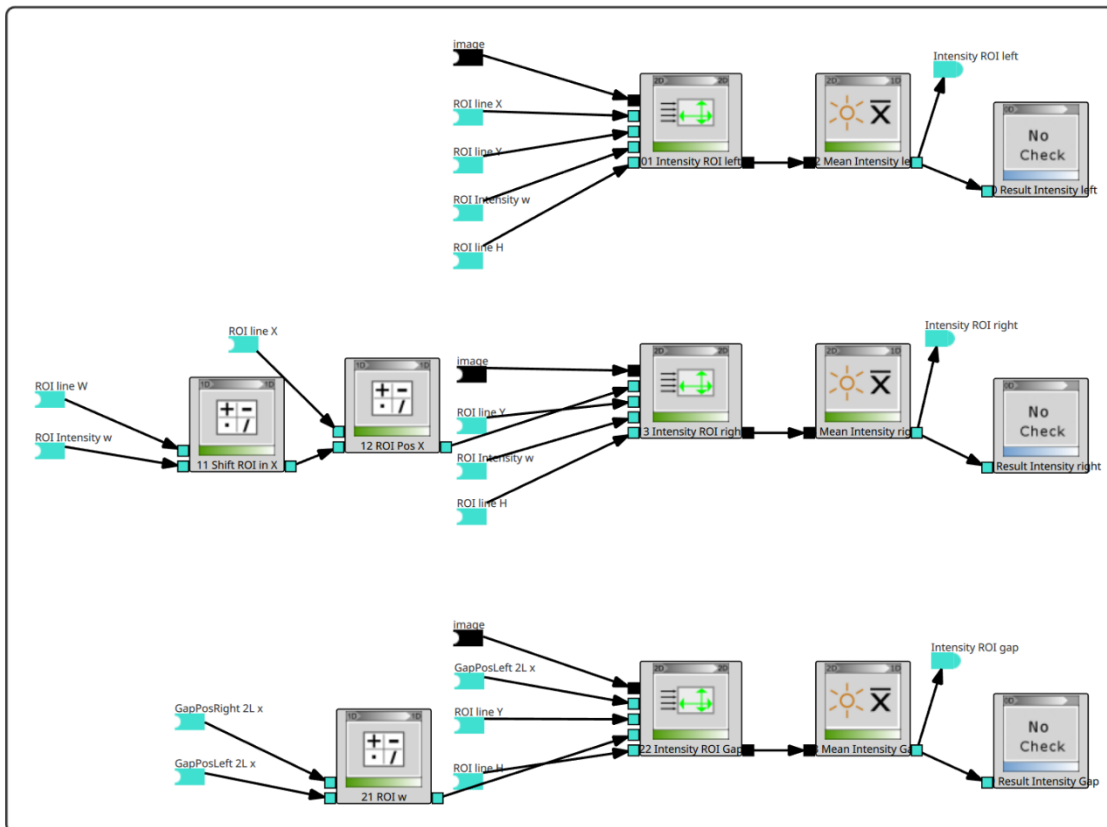 image
Intensity ROI left
2D 2D
2D 1D
ROI line X
0D
No
Check
ROI line Y
01 Intensity ROI left
2 Mean Intensity le
0 Result Intensity left
ROI Intensity w
ROI line H
ROI line X
Intensity ROI right
image
2D 2D
2D 1D
1D 1D
ROI line W
1D 1D
0D
No
Check
ROI line Y
ROI Intensity w
12 ROI Pos X
3 Intensity ROI righ
Mean Intensity rig
11 Shift ROI in X
ROI Intensity w
Result Intensity right
ROI line H
image
Intensity ROI gap
GapPosLeft 2L x
2D 2D
2D 1D
0D
GapPosRight 2L x
1D 1D
ROI line Y
No
Check
22 Intensity ROI Gap
Mean Intensity Ga
GapPosLeft 2L x
ROI line H
Result Intensity Gap
21 ROI w